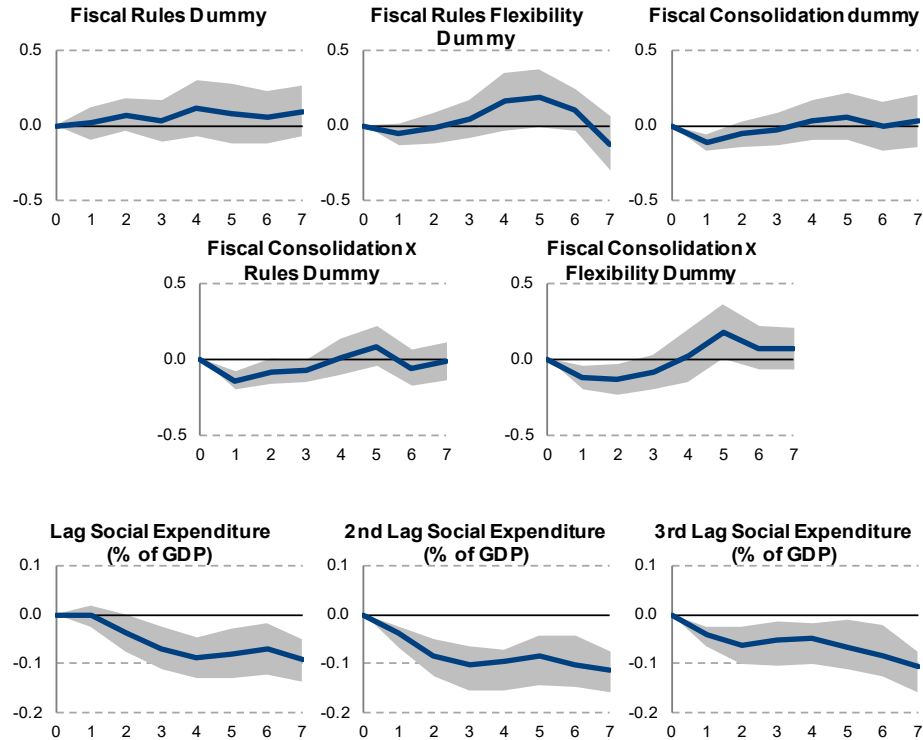 Fiscal Rules Dummy
0.5
0.0
-0.5
0 1 2 3 4 5 6 7
Fiscal Rules Flexibility
Dummy
0.5
0.0
-0.5
0 1 2 3 4 5 6 7
Fiscal Consolidation dummy
0.5
0.0
-0.5
0 1 2 3 4 5 6 7
Fiscal Consolidation x
Rules Dummy
0.5
0.0
-0.5
0 1 2 3 4 5 6 7
Fiscal Consolidation x
Flexibility Dummy
0.5
0.0
-0.5
0 1 2 3 4 5 6 7
Lag Social Expenditure
(% of GDP)
0.1
0.0
-0.1
-0.2
0 1 2 3 4 5 6 7
2nd Lag Social Expenditure
(% of GDP)
0.1
0.0
-0.1
-0.2
0 1 2 3 4 5 6 7
3rd Lag Social Expenditure
(% of GDP)
0.1
0.0
-0.1
-0.2
0 1 2 3 4 5 6 7